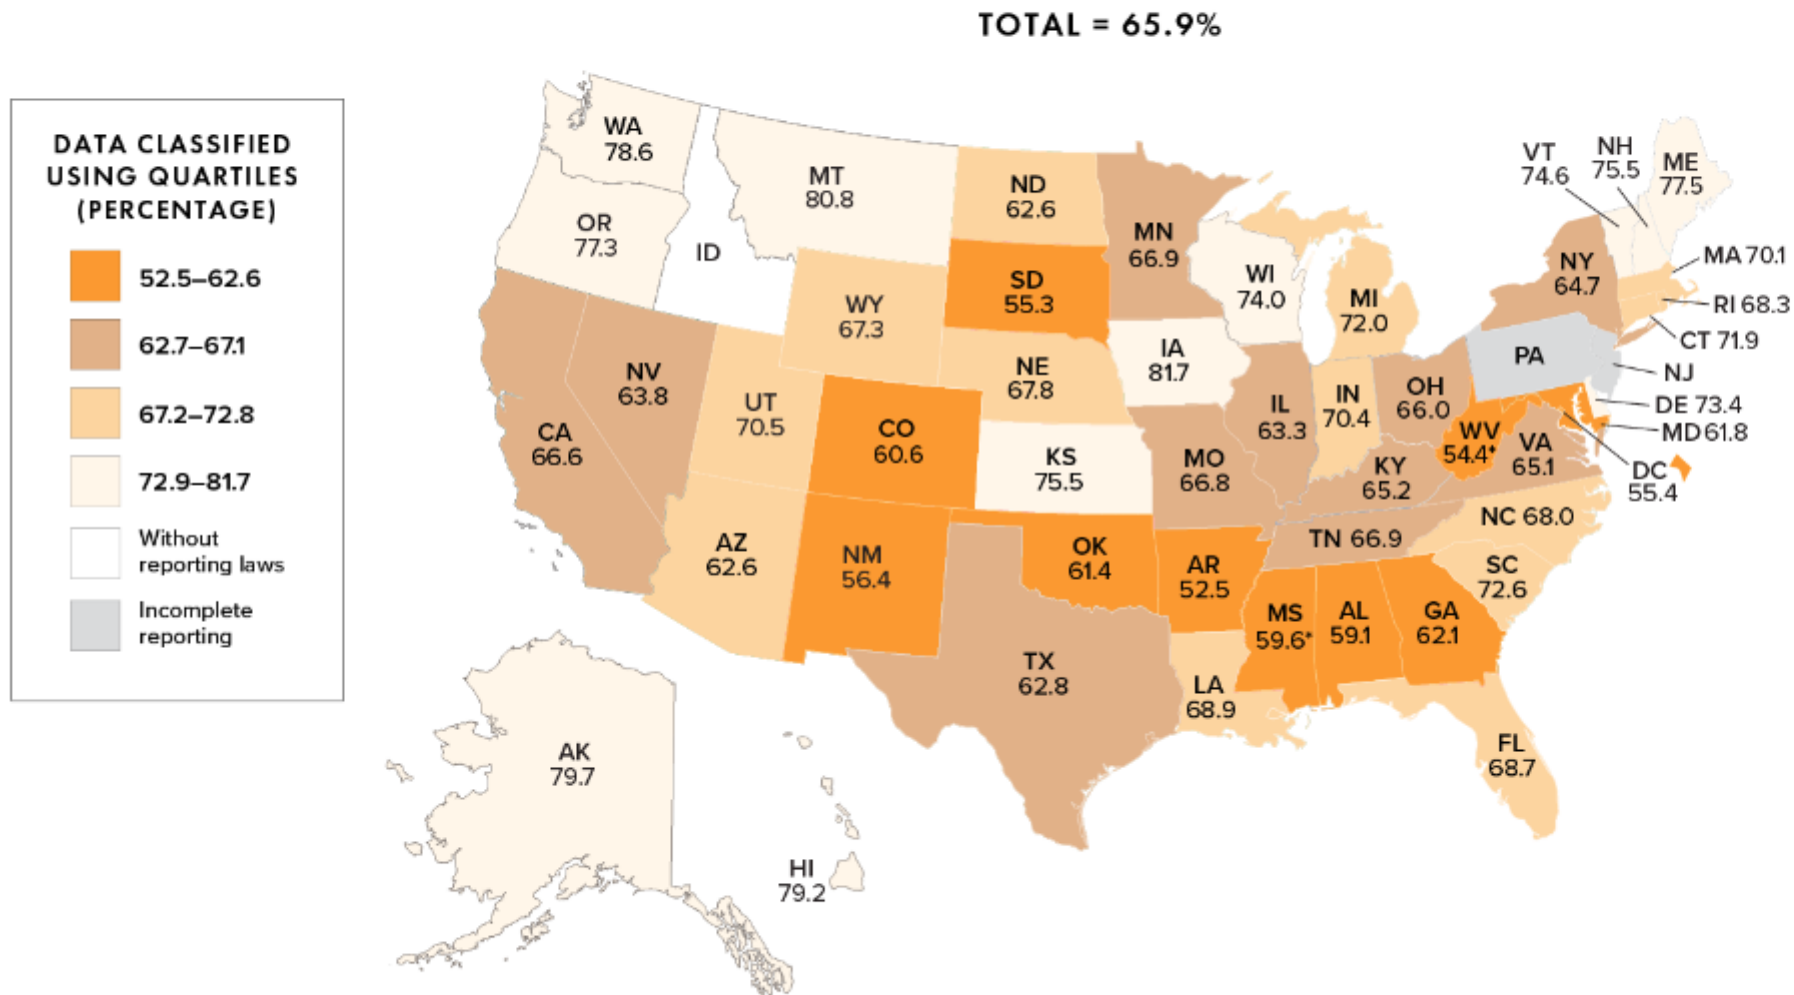 TOTAL = 65.9%
DATA CLASSIFIED
USING QUARTILES
(PERCENTAGE)
52.5–62.6
62.7–67.1
67.2–72.8
72.9–81.7
Without
reporting laws
Incomplete
reporting
WA
78.6
OR
77.3
ID
MT
80.8
ND
62.6
MN
66.9
SD
55.3
WY
67.3
WI
74.0
MI
72.0
VT
74.6
NH
75.5
ME
77.5
NY
64.7
MA 70.1
RI 68.3
CT 71.9
PA
NJ
DE 73.4
MD 61.8
DC
55.4
CA
66.6
NV
63.8
UT
70.5
CO
60.6
NE
67.8
IA
81.7
KS
75.5
MO
66.8
IL
63.3
IN
70.4
OH
66.0
KY
65.2
WV
54.4*
VA
65.1
AZ
62.6
NM
56.4
OK
61.4
AR
52.5
TN 66.9
NC 68.0
SC
72.6
MS
59.6*
AL
59.1
GA
62.1
TX
62.8
LA
68.9
FL
68.7
AK
79.7
HI
79.2